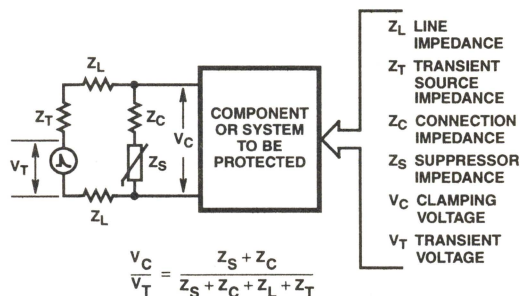 Z_L
Z_T
Z_C
V_C
V_T
Z_S
Z_L
COMPONENT
OR SYSTEM
TO BE
PROTECTED
Z_L LINE
IMPEDANCE
Z_T TRANSIENT
SOURCE
IMPEDANCE
Z_C CONNECTION
IMPEDANCE
Z_S SUPPRESSOR
IMPEDANCE
V_C CLAMPING
VOLTAGE
V_T TRANSIENT
VOLTAGE
V_C / V_T = (Z_S + Z_C) / (Z_S + Z_C + Z_L + Z_T)